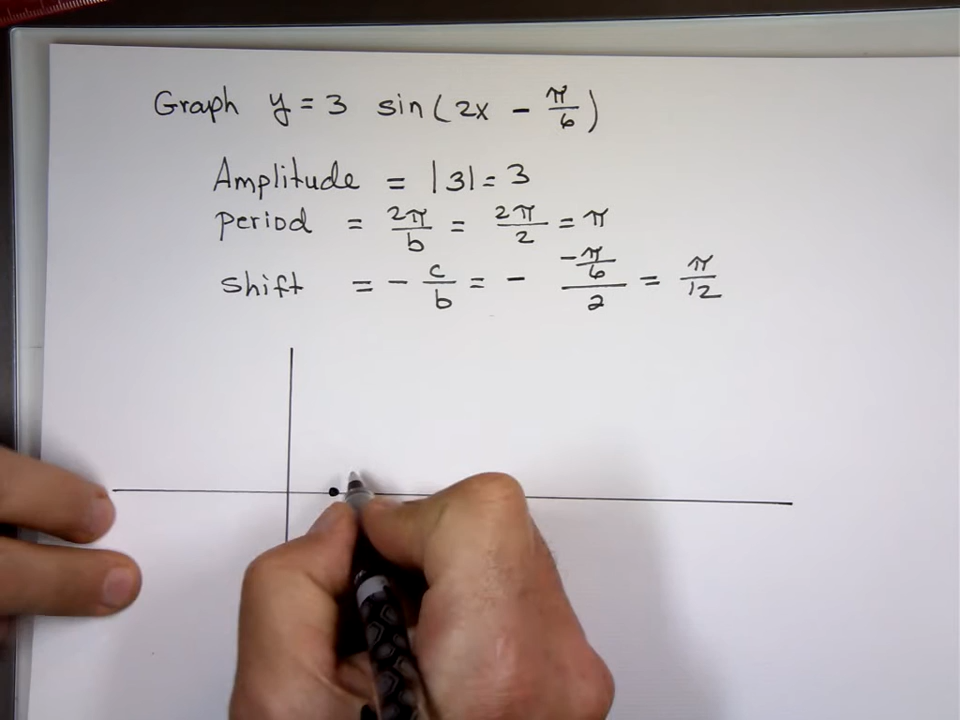 Graph y = 3 sin(2x - π/6)
Amplitude = |3| = 3
Period = 2π/b = 2π/2 = π
Shift = - c/b = - (-π/6)/2 = π/12